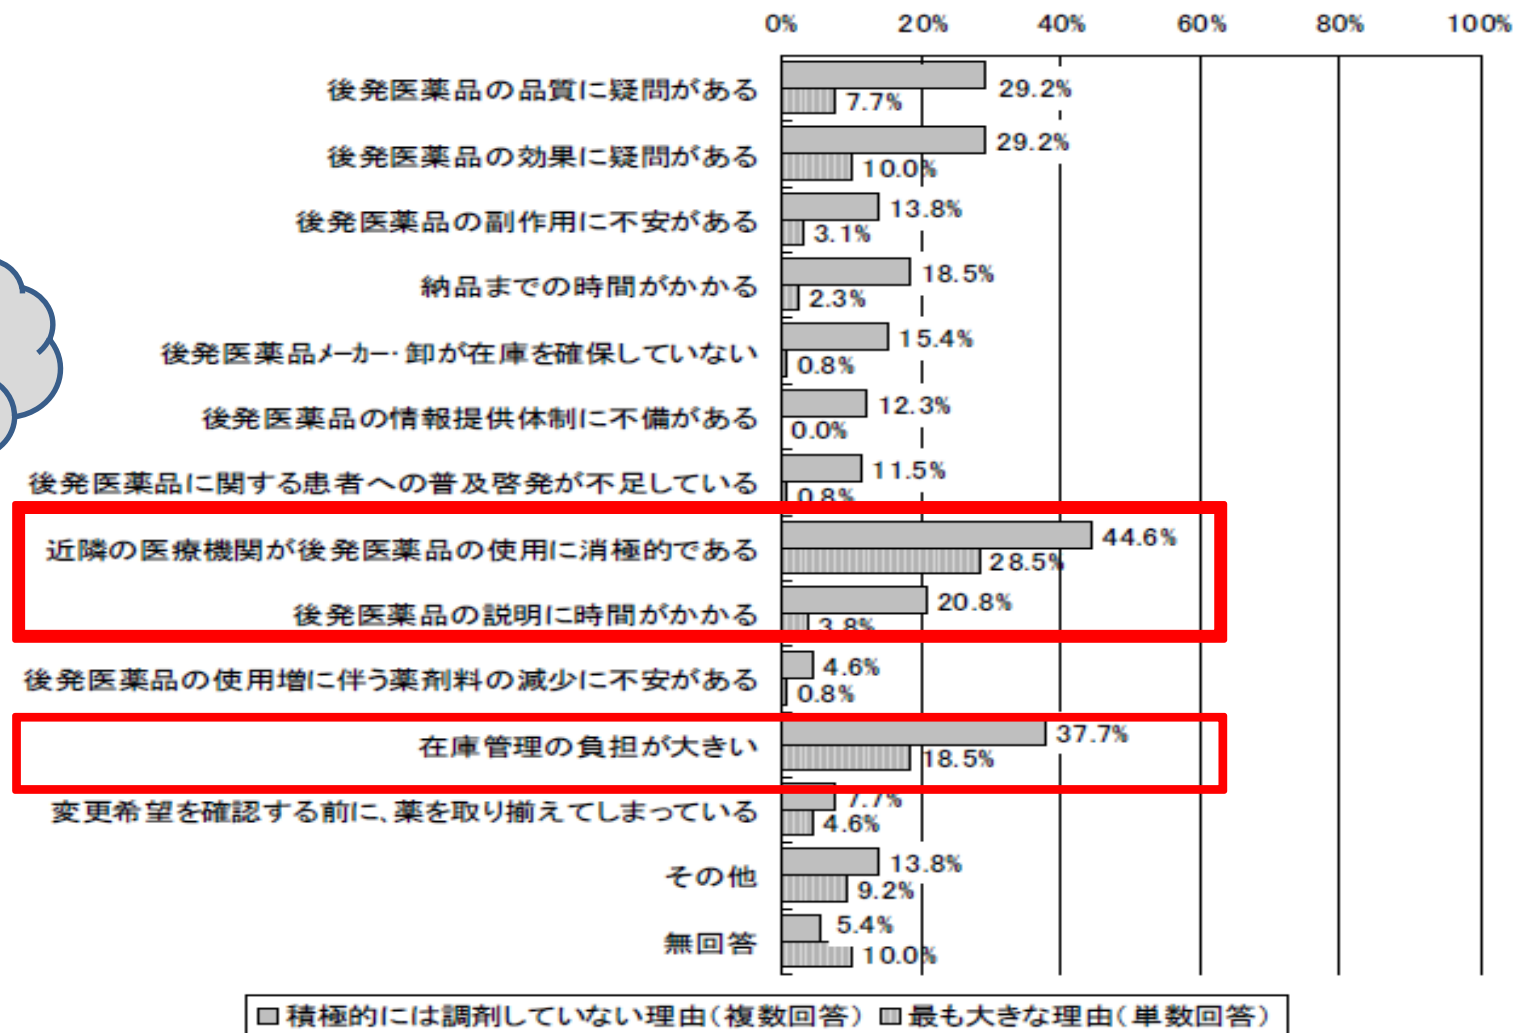 0% 20% 40% 60% 80% 100%
後発医薬品の品質に疑問がある 29.2%
7.7%
後発医薬品の効果に疑問がある 29.2%
10.0%
後発医薬品の副作用に不安がある 13.8%
3.1%
納品までの時間がかかる 18.5%
2.3%
後発医薬品メーカー・卸が在庫を確保していない 15.4%
0.8%
後発医薬品の情報提供体制に不備がある 12.3%
0.0%
後発医薬品に関する患者への普及啓発が不足している 11.5%
0.8%
近隣の医療機関が後発医薬品の使用に消極的である 44.6%
28.5%
後発医薬品の説明に時間がかかる 20.8%
3.8%
後発医薬品の使用増に伴う薬剤料の減少に不安がある 4.6%
0.8%
在庫管理の負担が大きい 37.7%
18.5%
変更希望を確認する前に、薬を取り揃えてしまっている 7.7%
4.6%
その他 13.8%
9.2%
無回答 5.4%
10.0%
積極的には調剤していない理由(複数回答) 最も大きな理由(単数回答)